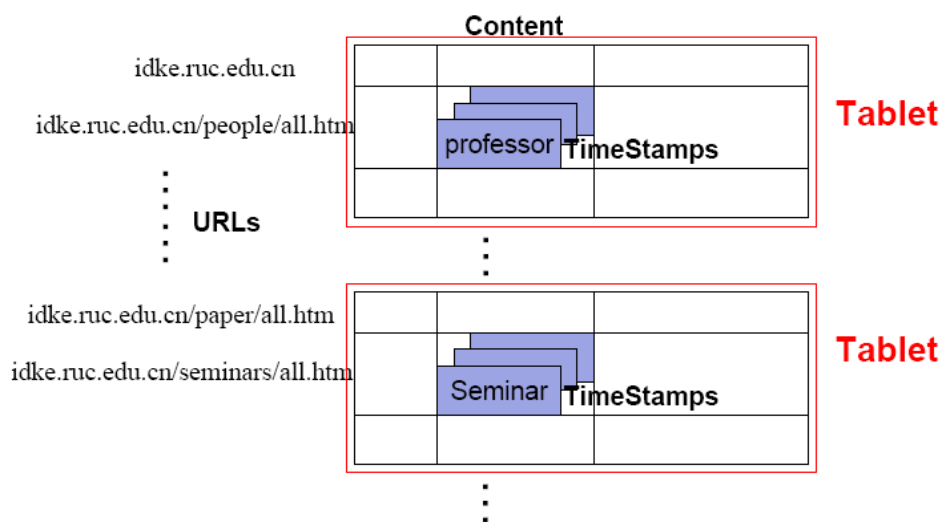 Content
idke.ruc.edu.cn
idke.ruc.edu.cn/people/all.htm
Tablet
professor
TimeStamps
URLs
idke.ruc.edu.cn/paper/all.htm
idke.ruc.edu.cn/seminars/all.htm
Tablet
Seminar
TimeStamps